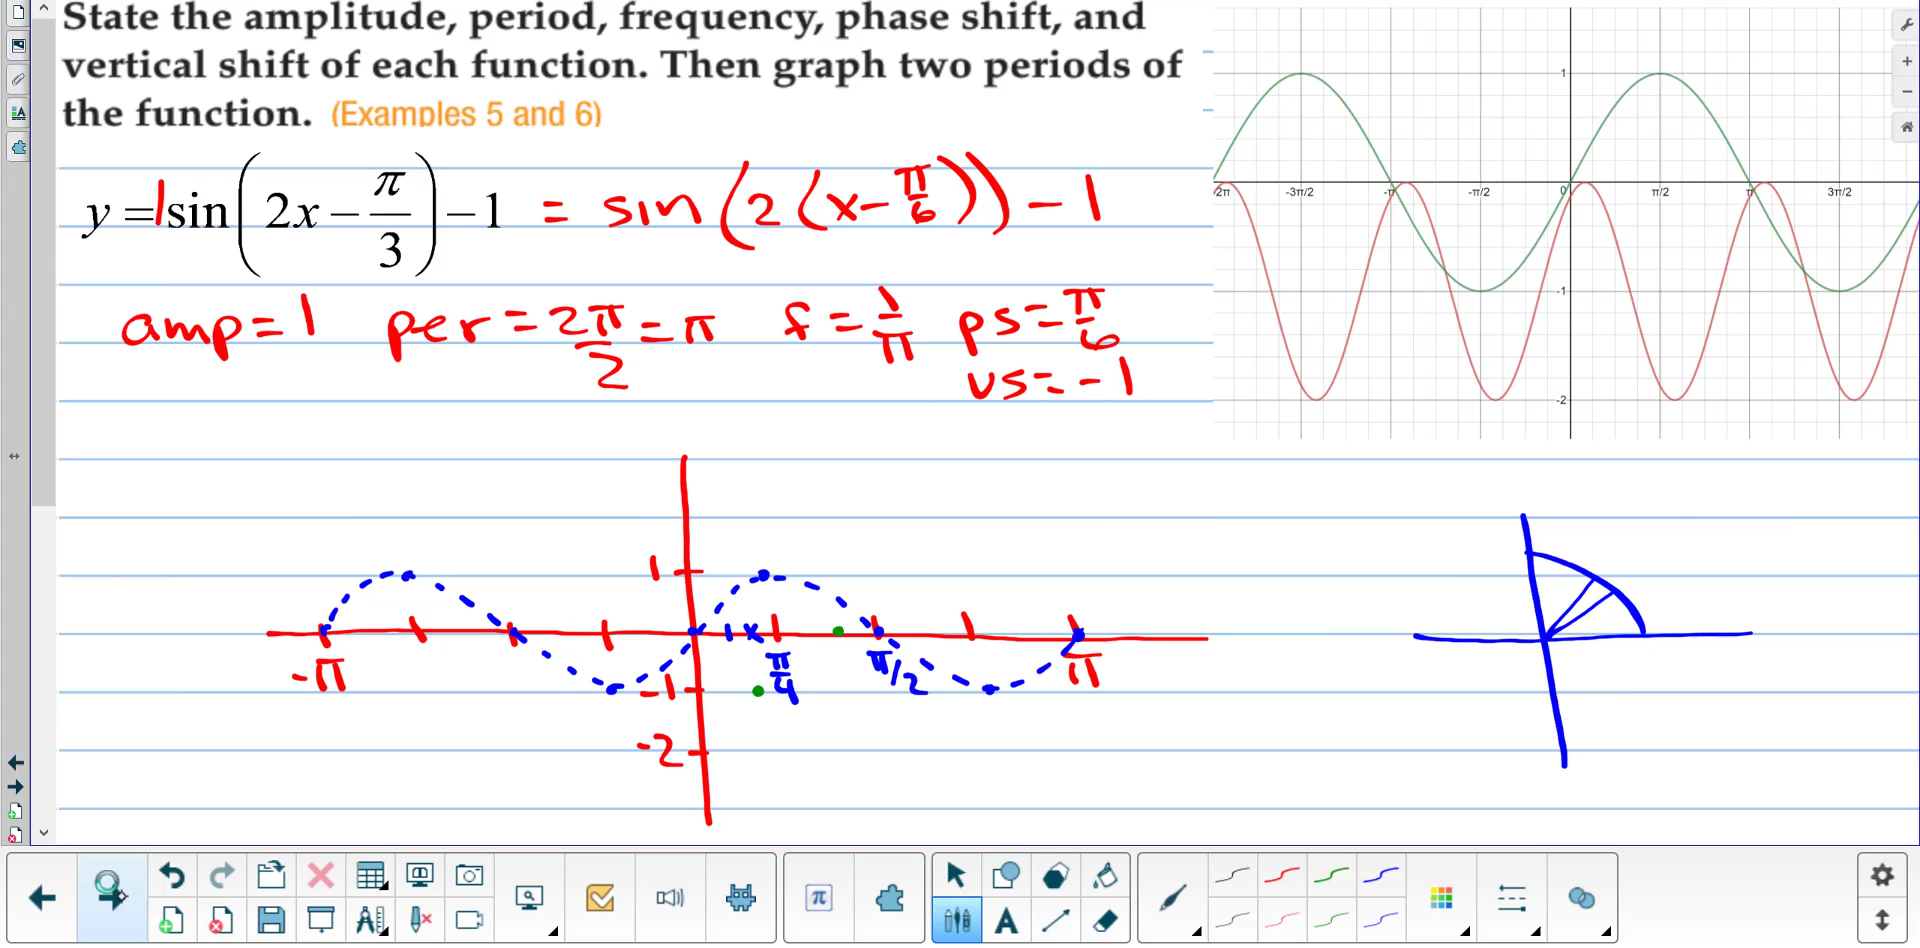 State the amplitude, period, frequency, phase shift, and
vertical shift of each function. Then graph two periods of
the function. (Examples 5 and 6)
y = 1 sin(2x − π/3) − 1 = sin(2(x − π/6)) − 1
amp = 1 per = 2π/2 = π f = 1/π ps = π/6
vs = −1
1
-2π -3π/2 -π -π/2 0 π/2 π 3π/2
-1
-2
1
-π π/4 π/2 π
-1
-2
π A